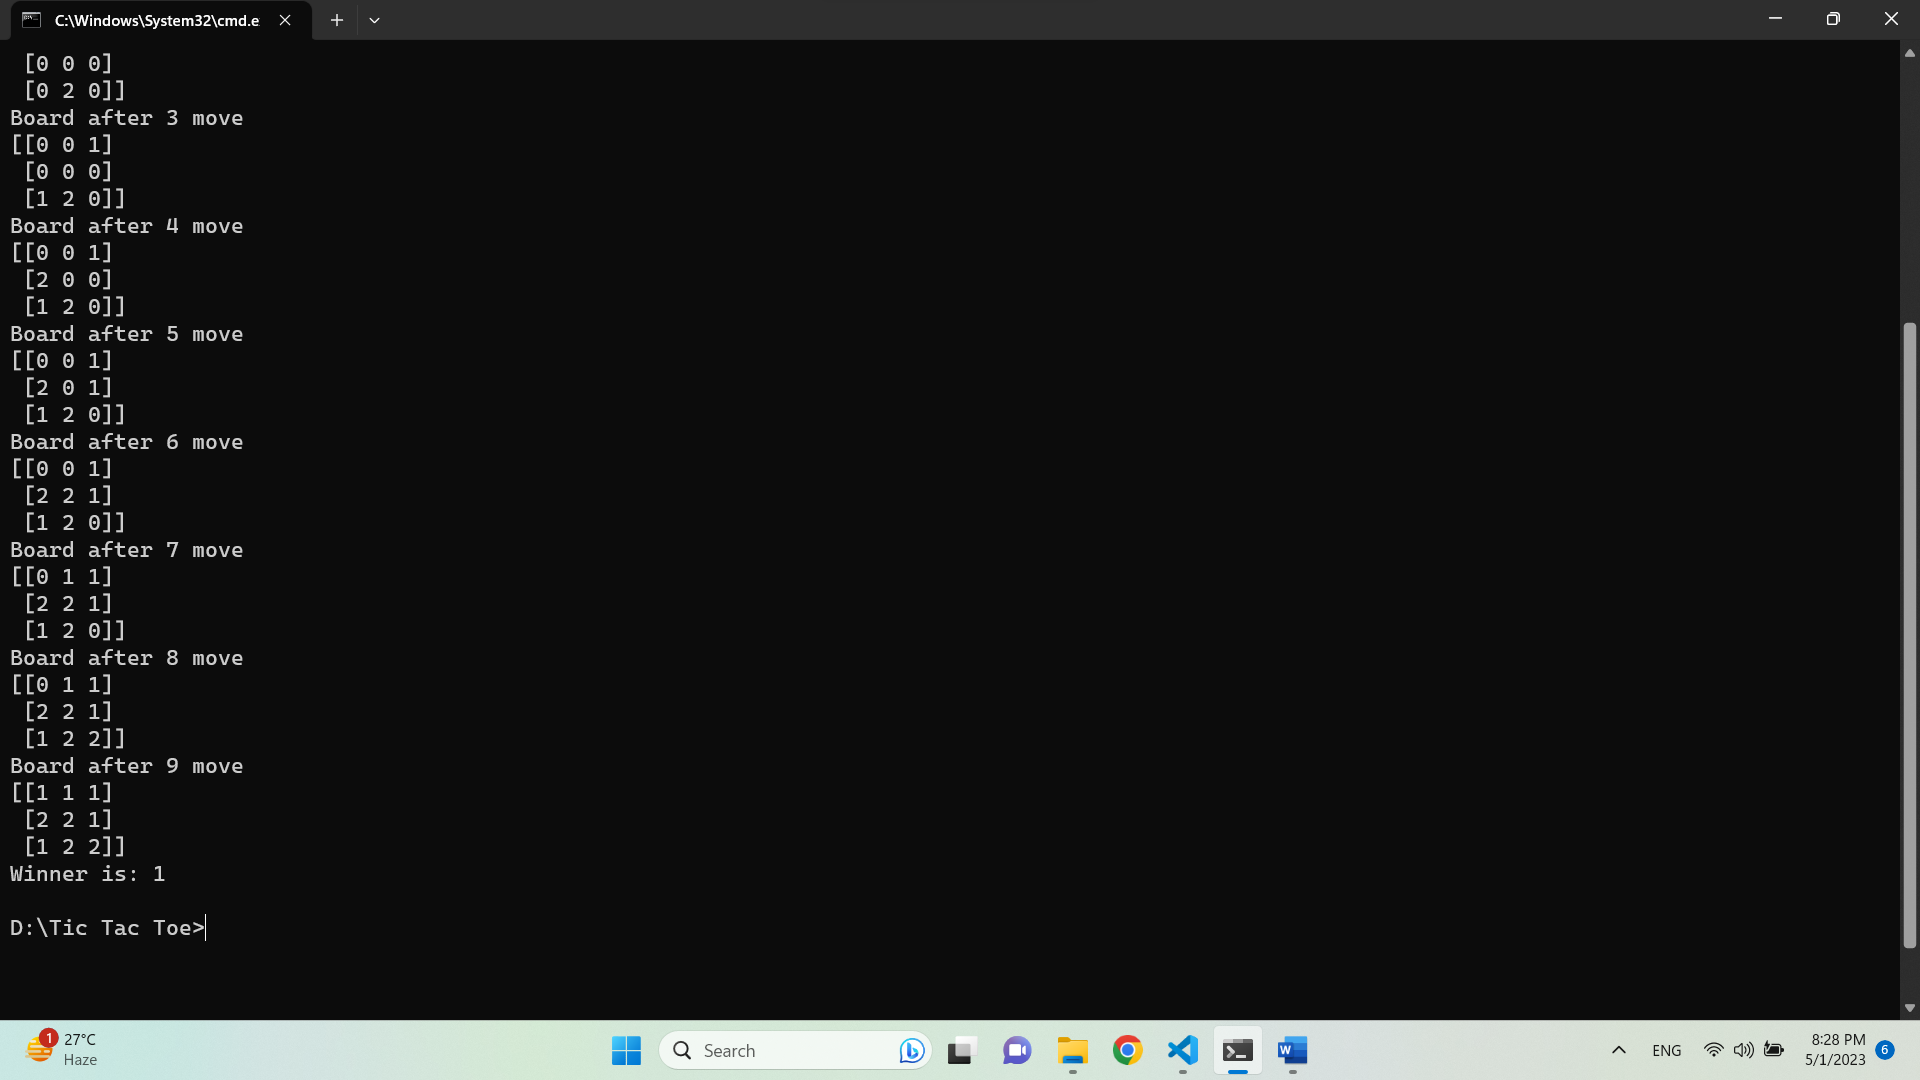 C:\Windows\System32\cmd.e
[0 0 0]
[0 2 0]]
Board after 3 move
[[0 0 1]
[0 0 0]
[1 2 0]]
Board after 4 move
[[0 0 1]
[2 0 0]
[1 2 0]]
Board after 5 move
[[0 0 1]
[2 0 1]
[1 2 0]]
Board after 6 move
[[0 0 1]
[2 2 1]
[1 2 0]]
Board after 7 move
[[0 1 1]
[2 2 1]
[1 2 0]]
Board after 8 move
[[0 1 1]
[2 2 1]
[1 2 2]]
Board after 9 move
[[1 1 1]
[2 2 1]
[1 2 2]]
Winner is: 1
D:\Tic Tac Toe>
1
27°C
Haze
Search
W
ENG
8:28 PM
5/1/2023
6